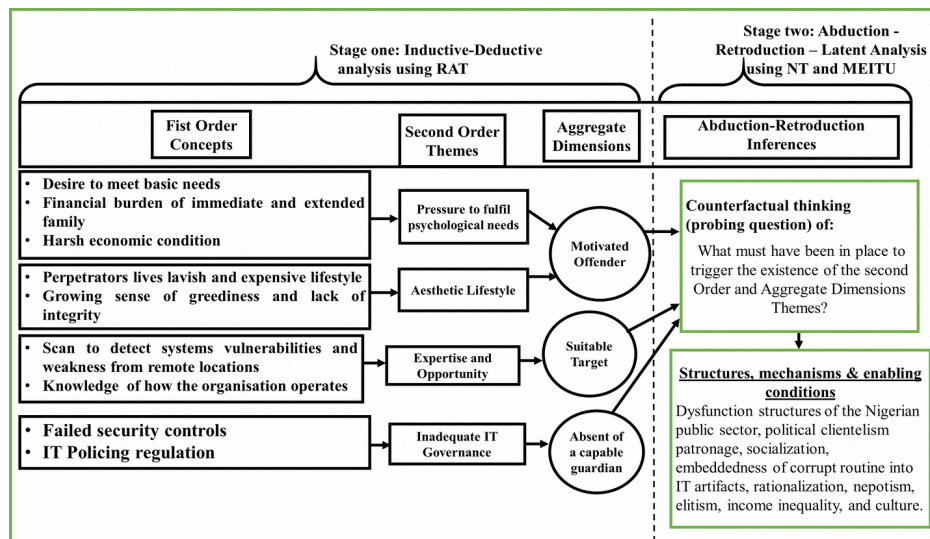 Stage one: Inductive-Deductive
analysis using RAT
Stage two: Abduction -
Retroduction – Latent Analysis
using NT and MEITU
Fist Order
Concepts
Second Order
Themes
Aggregate
Dimensions
Abduction-Retroduction
Inferences
• Desire to meet basic needs
• Financial burden of immediate and extended
family
• Harsh economic condition
Pressure to fulfil
psychological needs
Motivated
Offender
• Perpetrators lives lavish and expensive lifestyle
• Growing sense of greediness and lack of
integrity
Aesthetic Lifestyle
• Scan to detect systems vulnerabilities and
weakness from remote locations
• Knowledge of how the organisation operates
Expertise and
Opportunity
Suitable
Target
• Failed security controls
• IT Policing regulation
Inadequate IT
Governance
Absent of
a capable
guardian
Counterfactual thinking
(probing question) of:
What must have been in place to
trigger the existence of the second
Order and Aggregate Dimensions
Themes?
Structures, mechanisms & enabling
conditions
Dysfunction structures of the Nigerian
public sector, political clientelism
patronage, socialization,
embeddedness of corrupt routine into
IT artifacts, rationalization, nepotism,
elitism, income inequality, and culture.